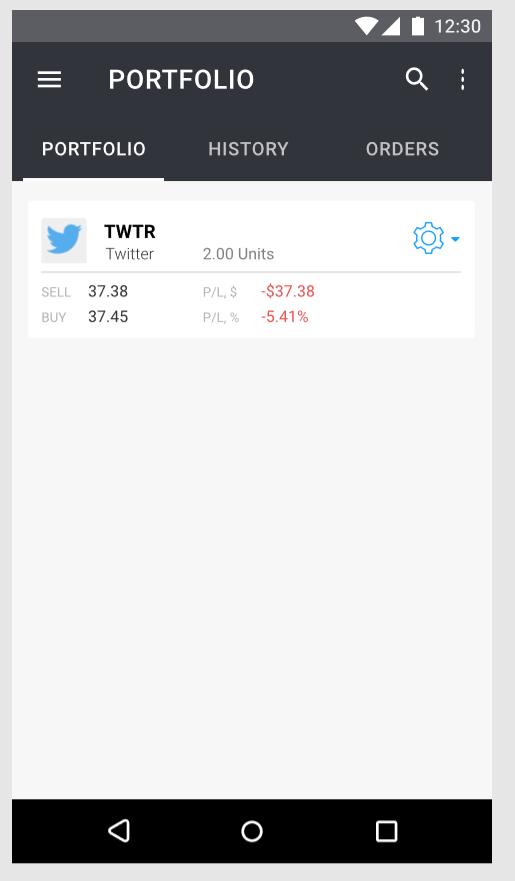 12:30
PORTFOLIO
PORTFOLIO HISTORY ORDERS
TWTR
Twitter 2.00 Units
SELL 37.38 P/L, $ -$37.38
BUY 37.45 P/L, % -5.41%